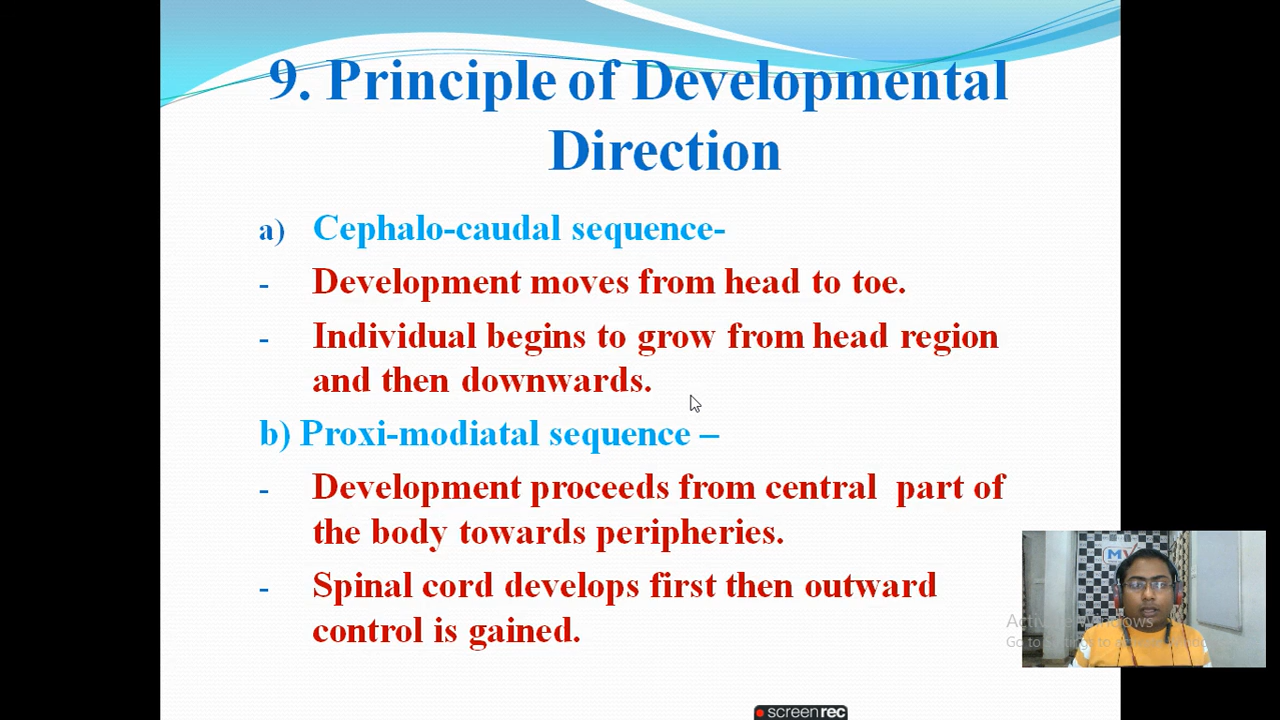 9. Principle of Developmental
Direction
a) Cephalo-caudal sequence-
- Development moves from head to toe.
- Individual begins to grow from head region
and then downwards.
b) Proxi-modiatal sequence –
- Development proceeds from central part of
the body towards peripheries.
- Spinal cord develops first then outward
control is gained.
MV
screenrec